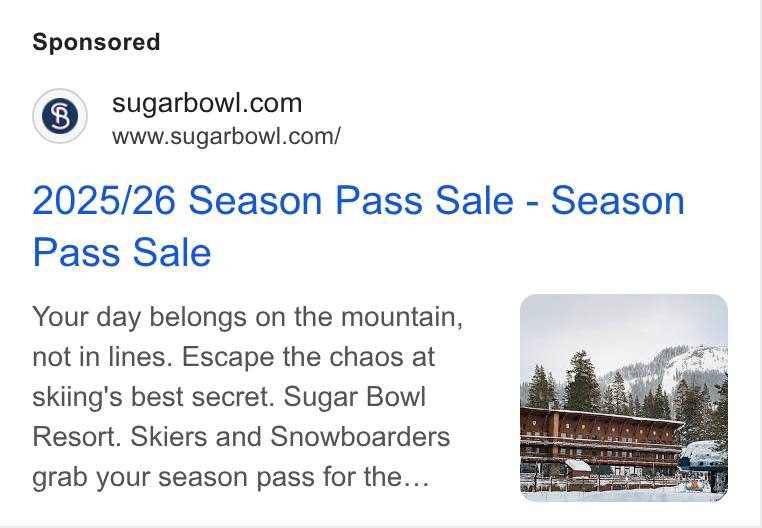 Sponsored
sugarbowl.com
www.sugarbowl.com/
2025/26 Season Pass Sale - Season
Pass Sale
Your day belongs on the mountain,
not in lines. Escape the chaos at
skiing's best secret. Sugar Bowl
Resort. Skiers and Snowboarders
grab your season pass for the…